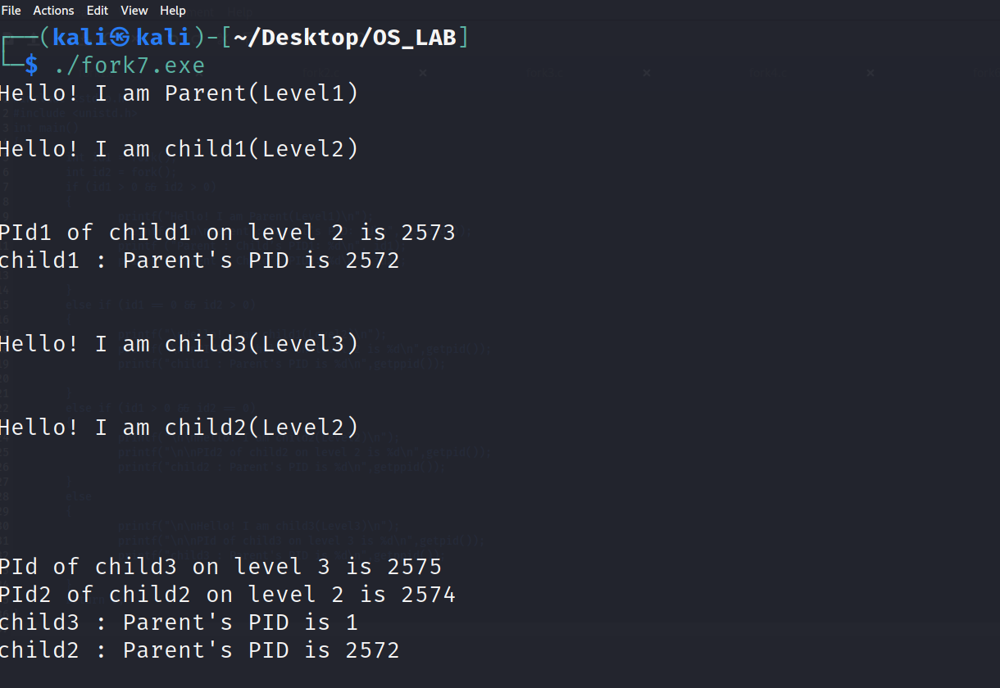 File Actions Edit View Help
┌──(kali㉿kali)-[~/Desktop/OS_LAB]
└─$ ./fork7.exe
Hello! I am Parent(Level1)
Hello! I am child1(Level2)
PId1 of child1 on level 2 is 2573
child1 : Parent's PID is 2572
Hello! I am child3(Level3)
Hello! I am child2(Level2)
PId of child3 on level 3 is 2575
PId2 of child2 on level 2 is 2574
child3 : Parent's PID is 1
child2 : Parent's PID is 2572